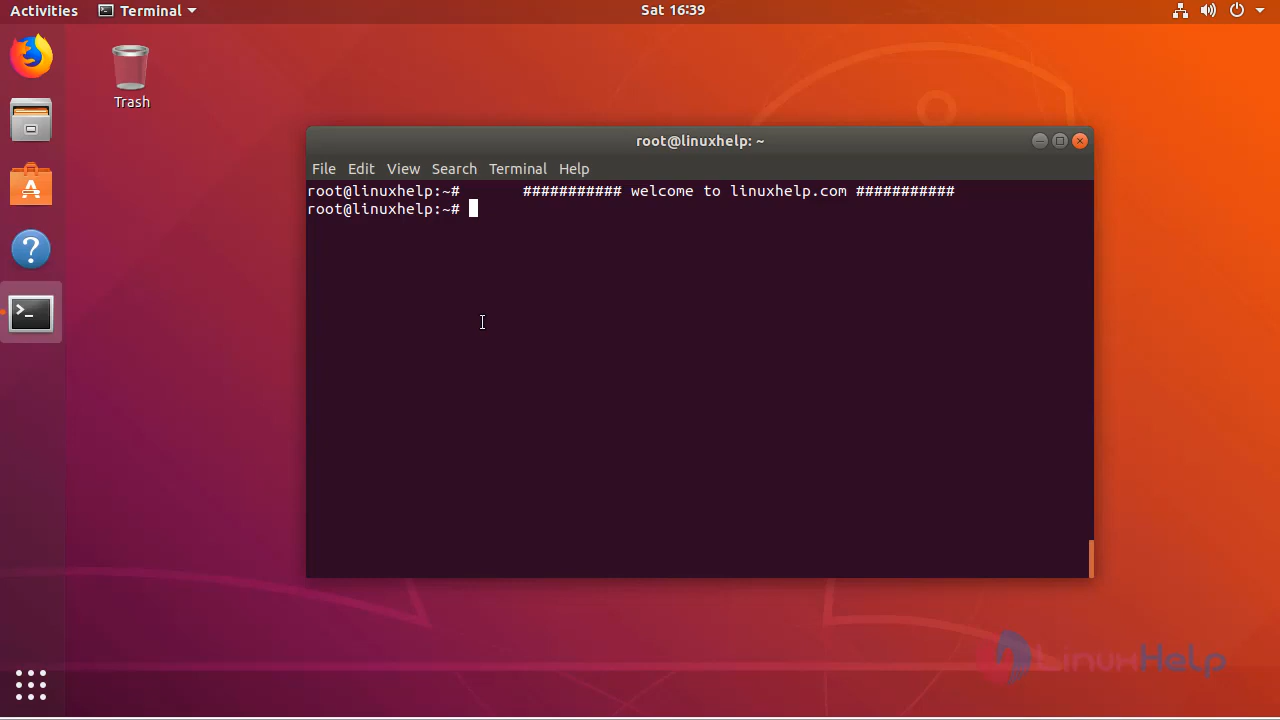 Activities Terminal Sat 16:39
Trash
root@linuxhelp: ~
File Edit View Search Terminal Help
root@linuxhelp:~# ########### welcome to linuxhelp.com ###########
root@linuxhelp:~#
LinuxHelp